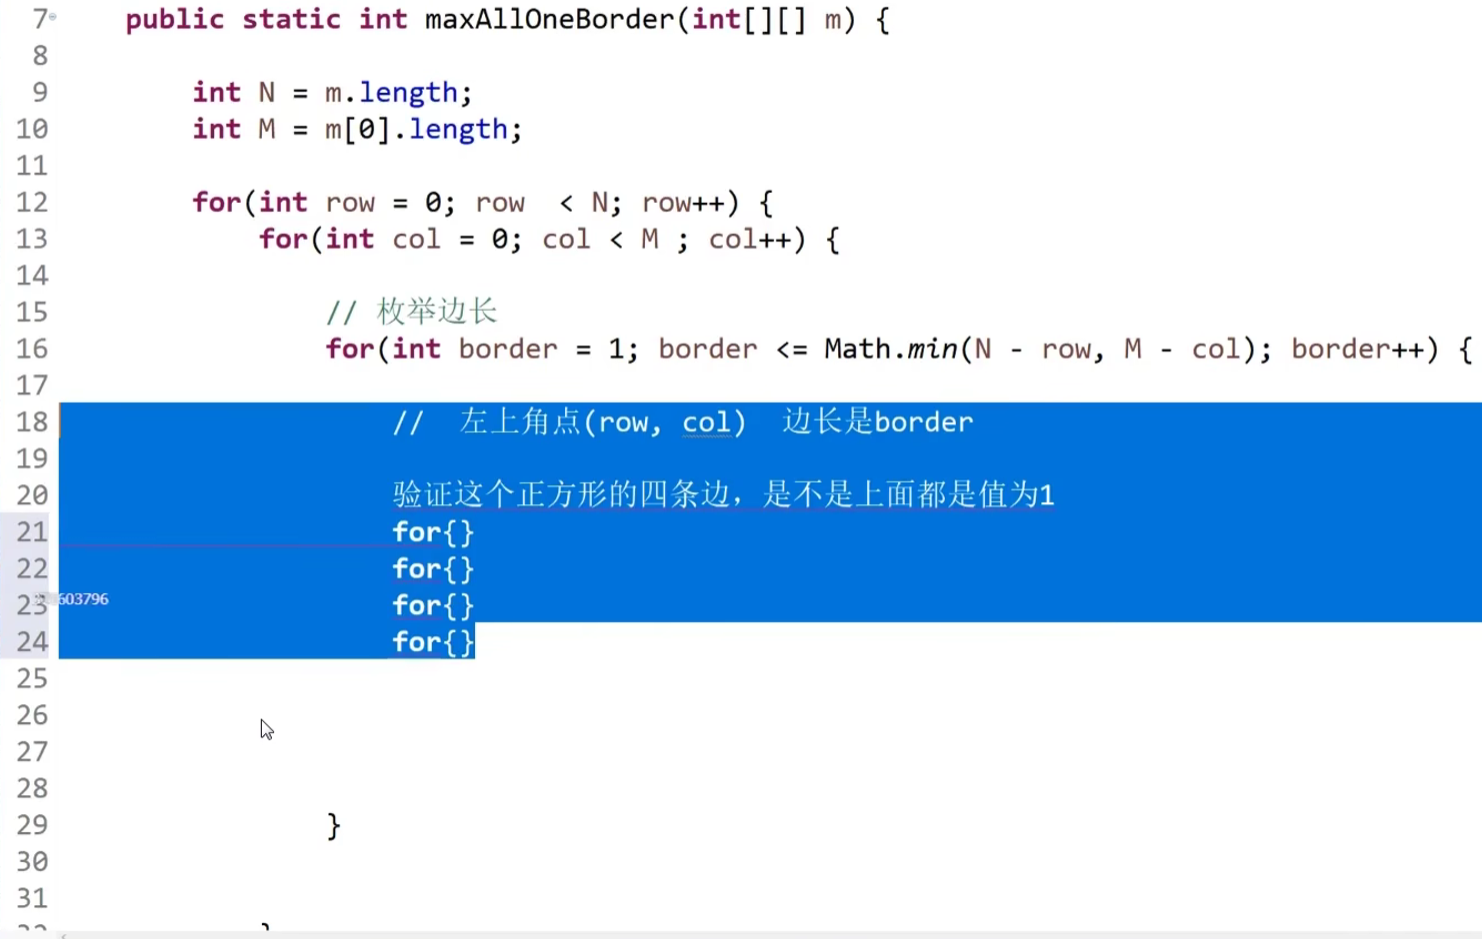 7 public static int maxAllOneBorder(int[][] m) {
8
9 int N = m.length;
10 int M = m[0].length;
11
12 for(int row = 0; row < N; row++) {
13 for(int col = 0; col < M ; col++) {
14
15 // 枚举边长
16 for(int border = 1; border <= Math.min(N - row, M - col); border++) {
17
18 // 左上角点(row, col) 边长是border
19
20 验证这个正方形的四条边，是不是上面都是值为1
21 for{}
22 for{}
23 for{}
603796
24 for{}
25
26
27
28
29 }
30
31